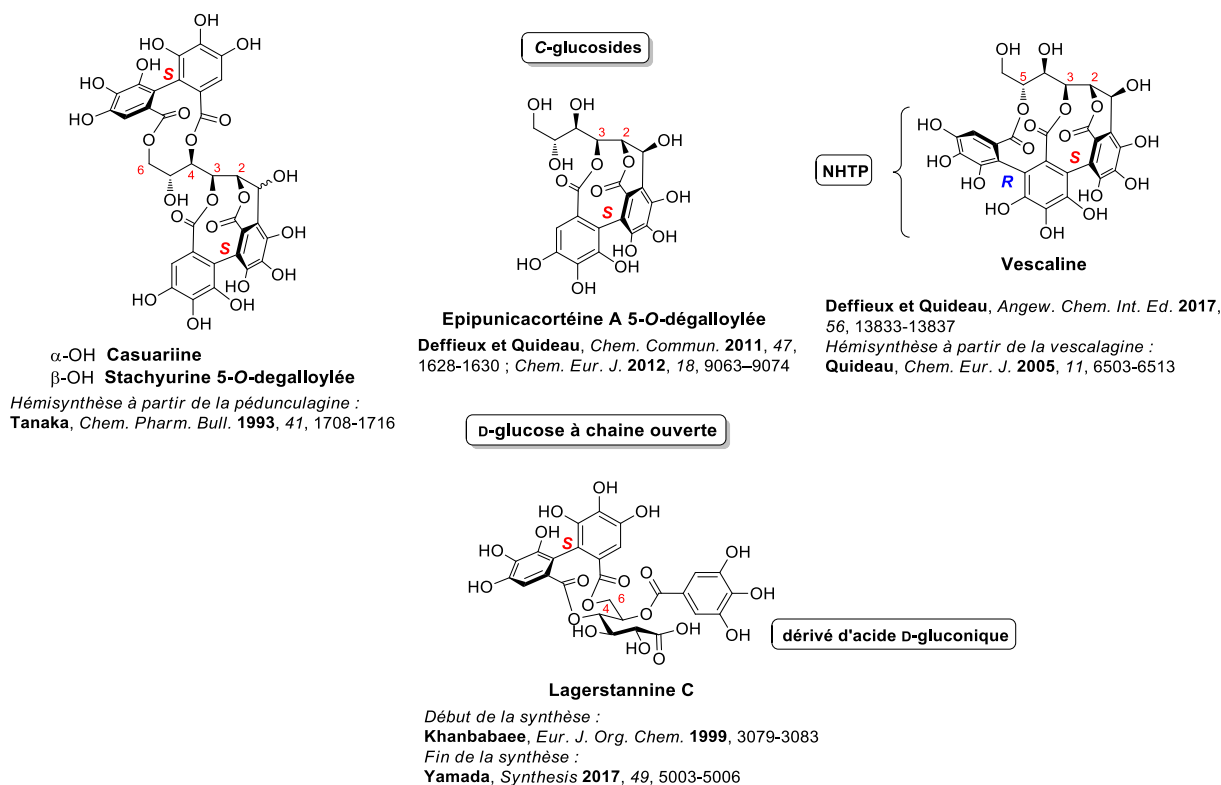 C-glucosides
α-OH Casuariine
β-OH Stachyurine 5-O-degalloylée
Hémisynthèse à partir de la pédunculagine :
Tanaka, Chem. Pharm. Bull. 1993, 41, 1708-1716
Epipunicacortéine A 5-O-dégalloylée
Deffieux et Quideau, Chem. Commun. 2011, 47,
1628-1630 ; Chem. Eur. J. 2012, 18, 9063–9074
NHTP
Vescaline
Deffieux et Quideau, Angew. Chem. Int. Ed. 2017,
56, 13833-13837
Hémisynthèse à partir de la vescalagine :
Quideau, Chem. Eur. J. 2005, 11, 6503-6513
D-glucose à chaine ouverte
dérivé d'acide D-gluconique
Lagerstannine C
Début de la synthèse :
Khanbabaee, Eur. J. Org. Chem. 1999, 3079-3083
Fin de la synthèse :
Yamada, Synthesis 2017, 49, 5003-5006